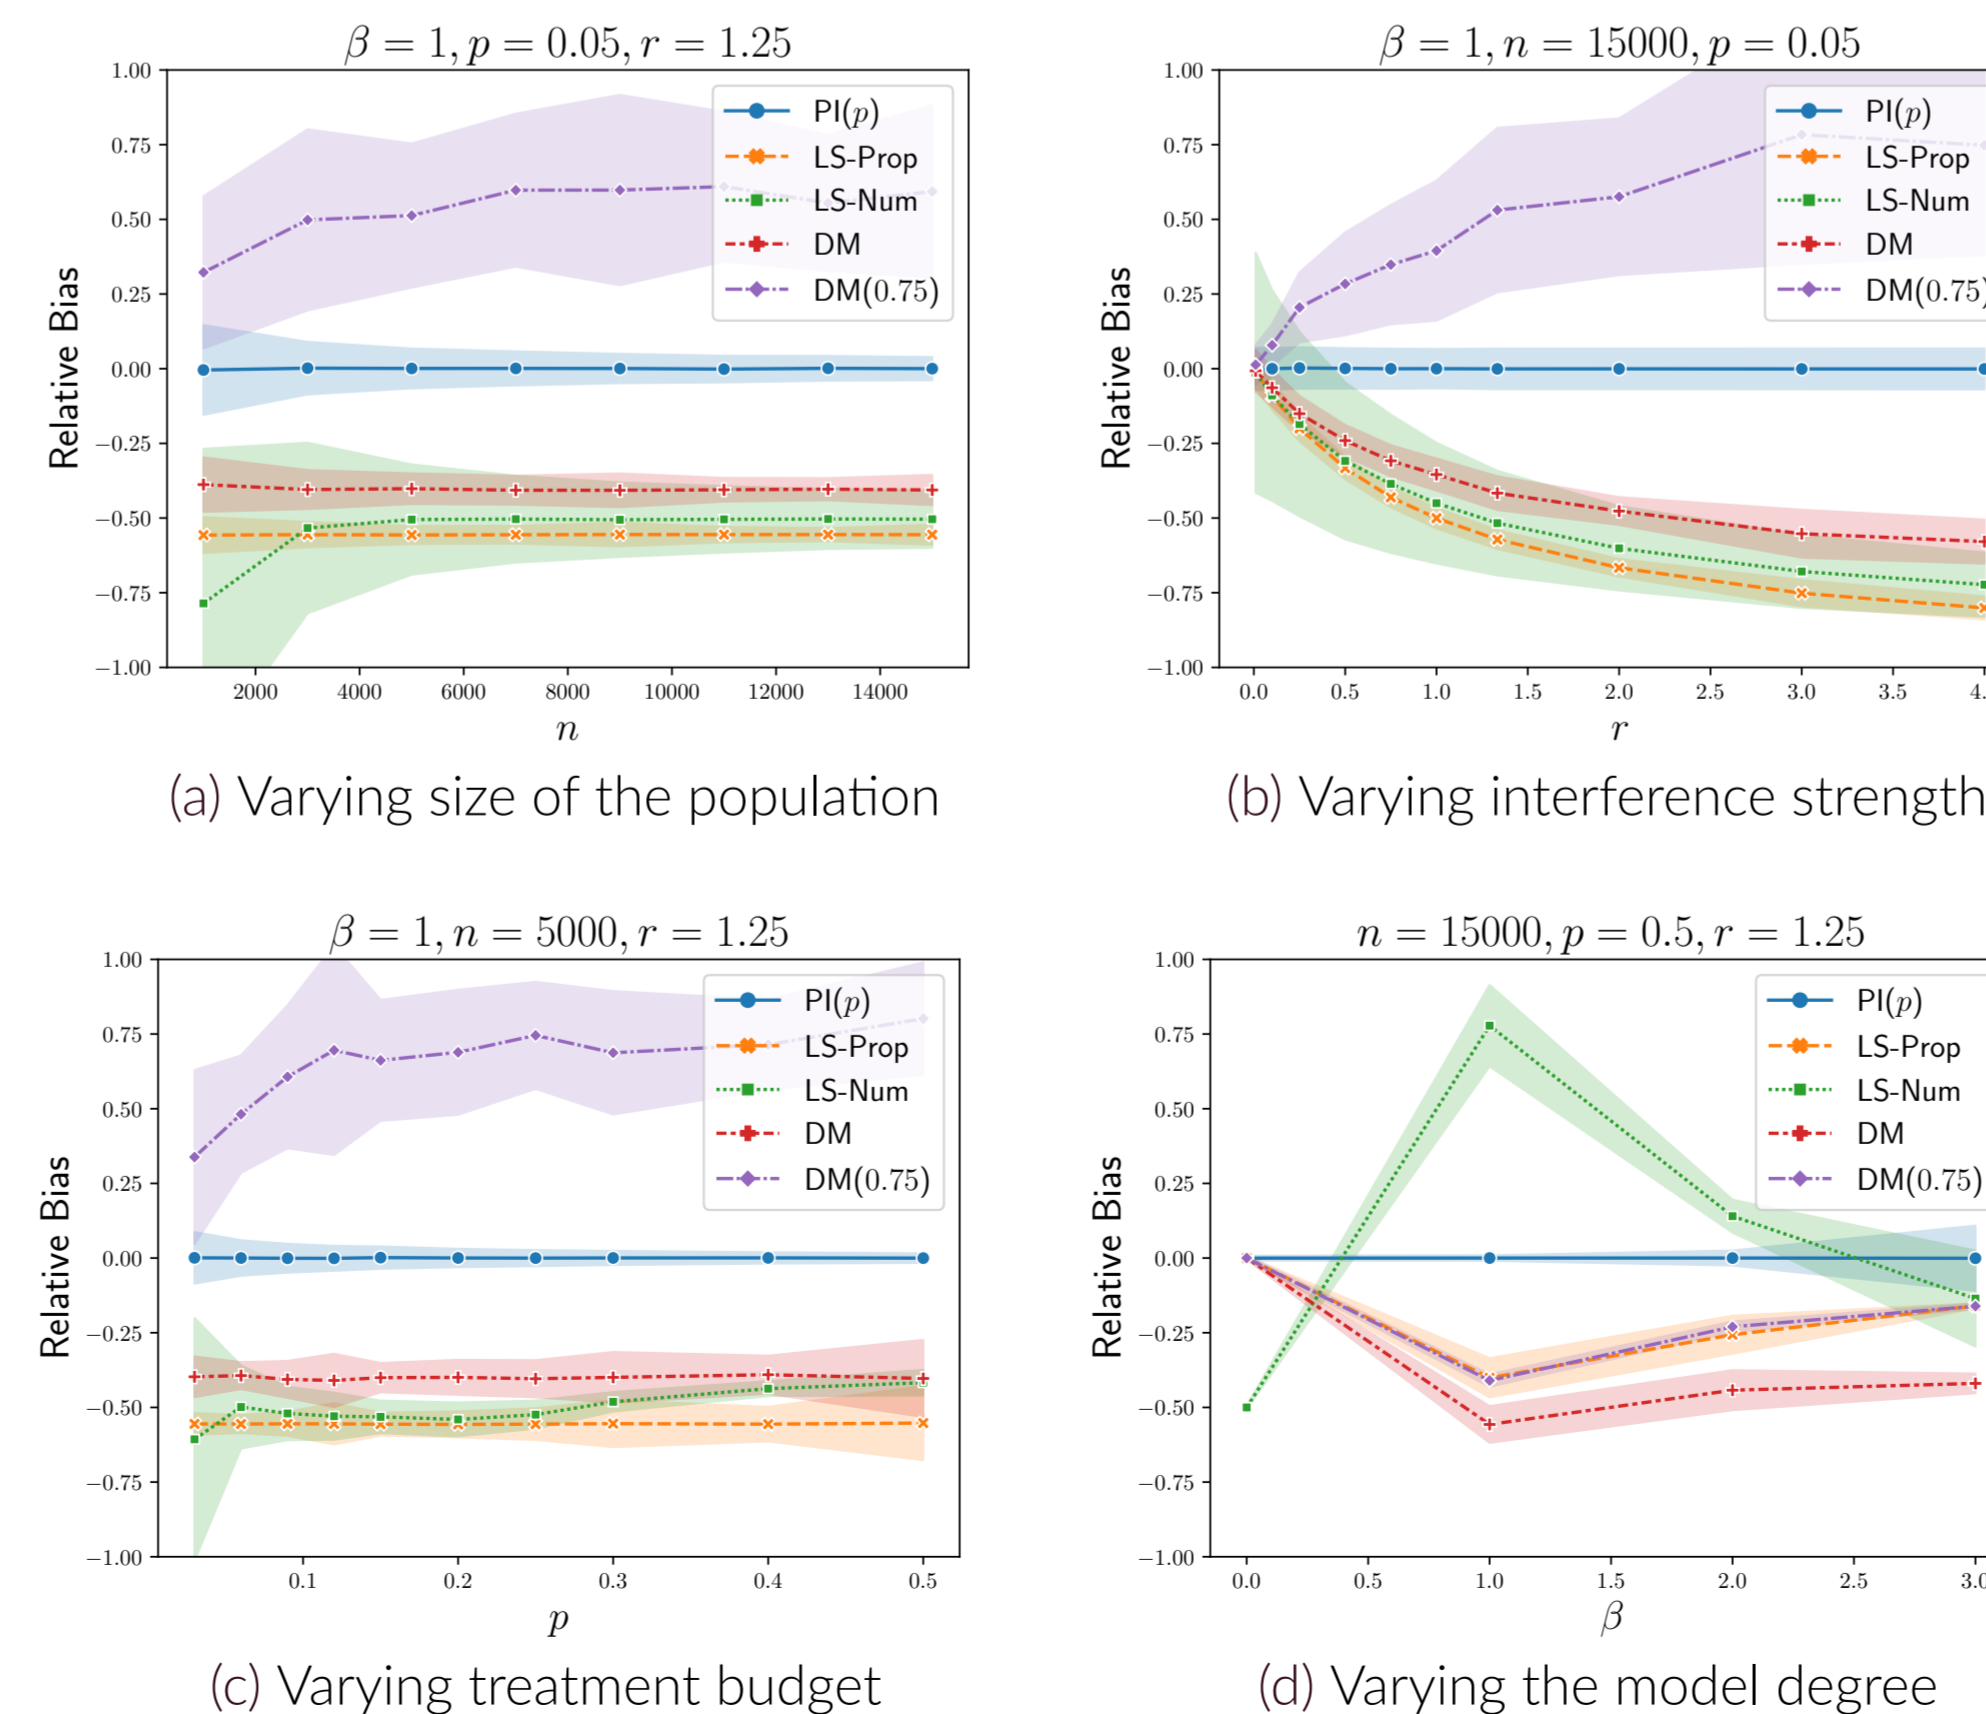 β = 1, p = 0.05, r = 1.25
1.00
0.75
0.50
0.25
0.00
−0.25
−0.50
−0.75
−1.00
Relative Bias
PI(p)
LS-Prop
LS-Num
DM
DM(0.75)
2000 4000 6000 8000 10000 12000 14000
n
(a) Varying size of the population
β = 1, n = 15000, p = 0.05
1.00
0.75
0.50
0.25
0.00
−0.25
−0.50
−0.75
−1.00
Relative Bias
PI(p)
LS-Prop
LS-Num
DM
DM(0.75)
0.0 0.5 1.0 1.5 2.0 2.5 3.0 3.5 4.
r
(b) Varying interference strength
β = 1, n = 5000, r = 1.25
1.00
0.75
0.50
0.25
0.00
−0.25
−0.50
−0.75
−1.00
Relative Bias
PI(p)
LS-Prop
LS-Num
DM
DM(0.75)
0.1 0.2 0.3 0.4 0.5
p
(c) Varying treatment budget
n = 15000, p = 0.5, r = 1.25
1.00
0.75
0.50
0.25
0.00
−0.25
−0.50
−0.75
−1.00
Relative Bias
PI(p)
LS-Prop
LS-Num
DM
DM(0.75)
0.0 0.5 1.0 1.5 2.0 2.5 3.0
β
(d) Varying the model degree